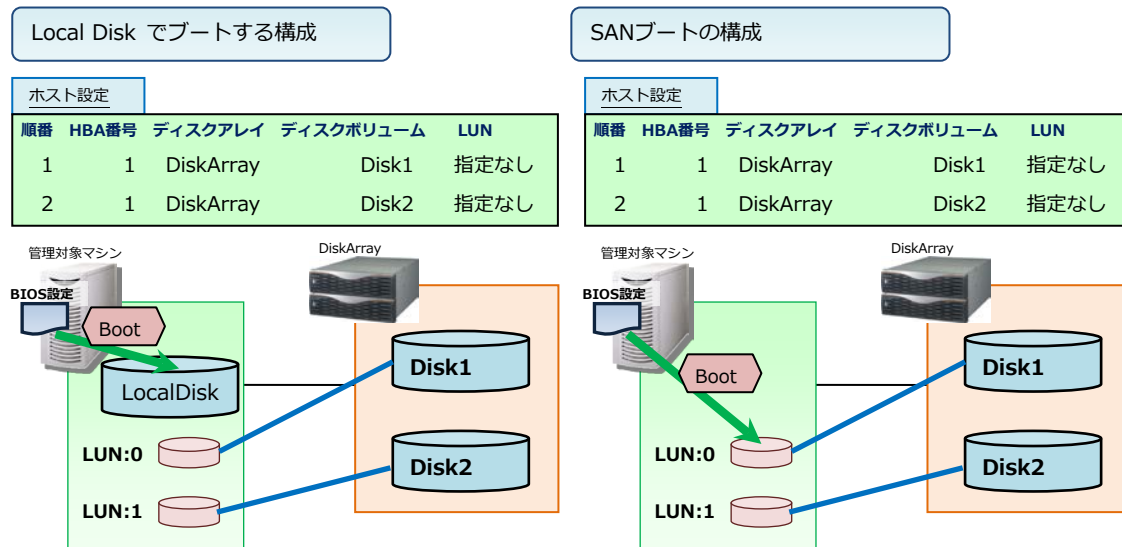 Local Disk でブートする構成
ホスト設定
順番 HBA番号 ディスクアレイ ディスクボリューム LUN
1 1 DiskArray Disk1 指定なし
2 1 DiskArray Disk2 指定なし
管理対象マシン
DiskArray
BIOS設定
Boot
LocalDisk
Disk1
LUN:0
Disk2
LUN:1
SANブートの構成
ホスト設定
順番 HBA番号 ディスクアレイ ディスクボリューム LUN
1 1 DiskArray Disk1 指定なし
2 1 DiskArray Disk2 指定なし
管理対象マシン
DiskArray
BIOS設定
Boot
Disk1
LUN:0
Disk2
LUN:1